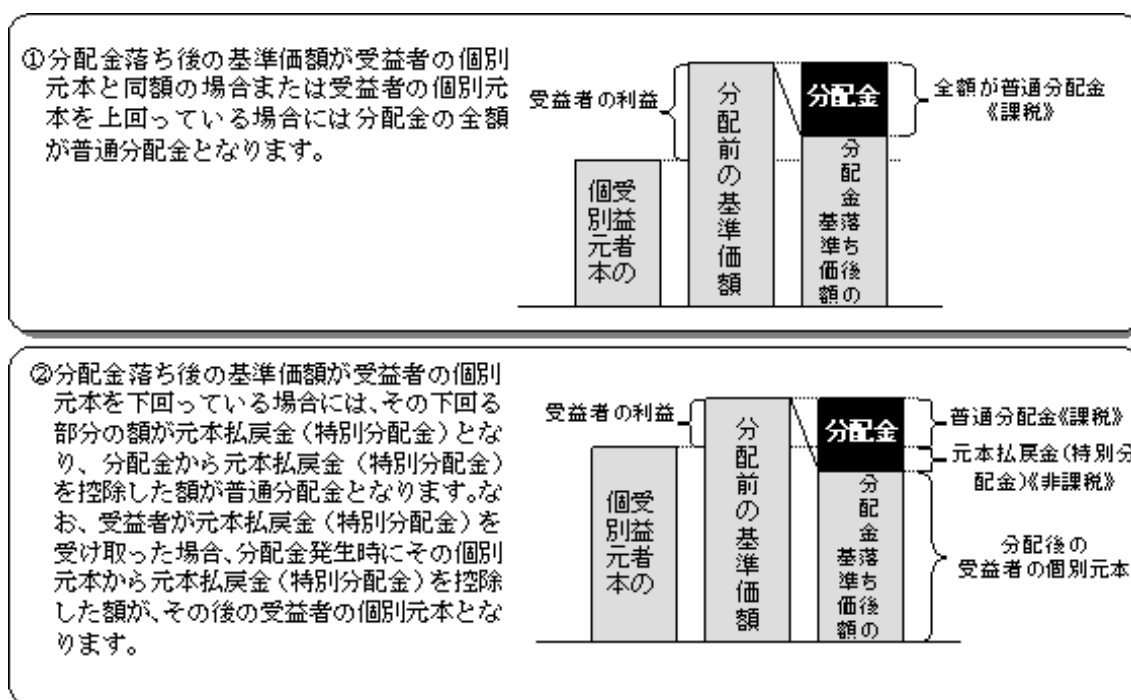 ①分配金落ち後の基準価額が受益者の個別
元本と同額の場合または受益者の個別元
本を上回っている場合には分配金の全額
が普通分配金となります。
受益者の利益
受益者の
個別元本
分配前の基準価額
分配金
分配金落ち後の
基準価額
全額が普通分配金
《課税》
②分配金落ち後の基準価額が受益者の個別
元本を下回っている場合には、その下回る
部分の額が元本払戻金（特別分配金）とな
り、分配金から元本払戻金（特別分配金）
を控除した額が普通分配金となります。な
お、受益者が元本払戻金（特別分配金）を
受け取った場合、分配金発生時にその個別
元本から元本払戻金（特別分配金）を控除
した額が、その後の受益者の個別元本とな
ります。
受益者の利益
受益者の
個別元本
分配前の基準価額
分配金
分配金落ち後の
基準価額
普通分配金《課税》
元本払戻金（特別分
配金）《非課税》
分配後の
受益者の個別元本